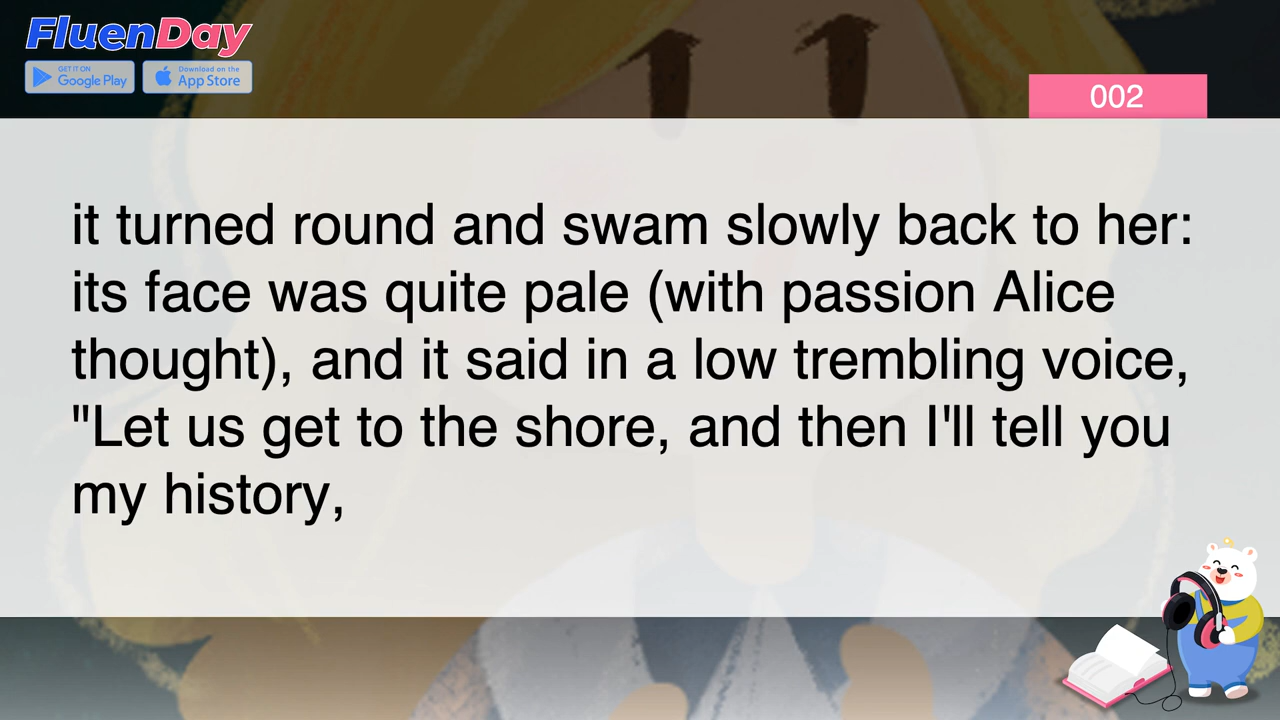 FluenDay
GET IT ON
Google Play
Download on the
App Store
002
it turned round and swam slowly back to her:
its face was quite pale (with passion Alice
thought), and it said in a low trembling voice,
"Let us get to the shore, and then I'll tell you
my history,